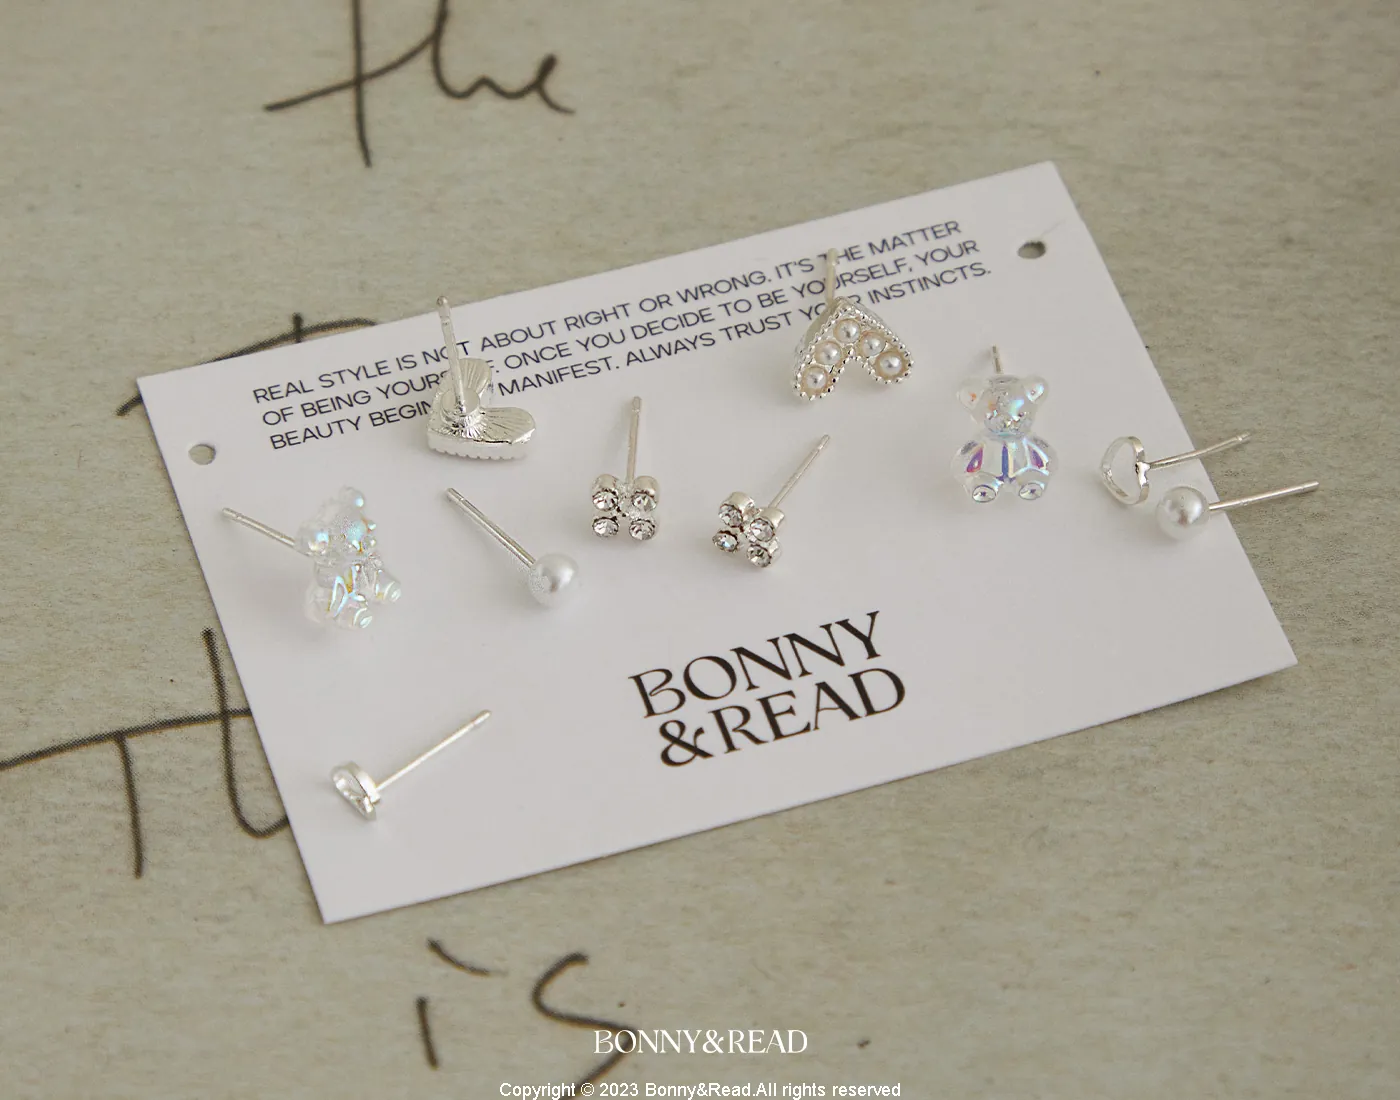 the
REAL STYLE IS NOT ABOUT RIGHT OR WRONG. IT'S THE MATTER
OF BEING YOURSELF. ONCE YOU DECIDE TO BE YOURSELF, YOUR
BEAUTY BEGIN MANIFEST. ALWAYS TRUST YOUR INSTINCTS.
BONNY
&READ
is
BONNY&READ
Copyright © 2023 Bonny&Read.All rights reserved